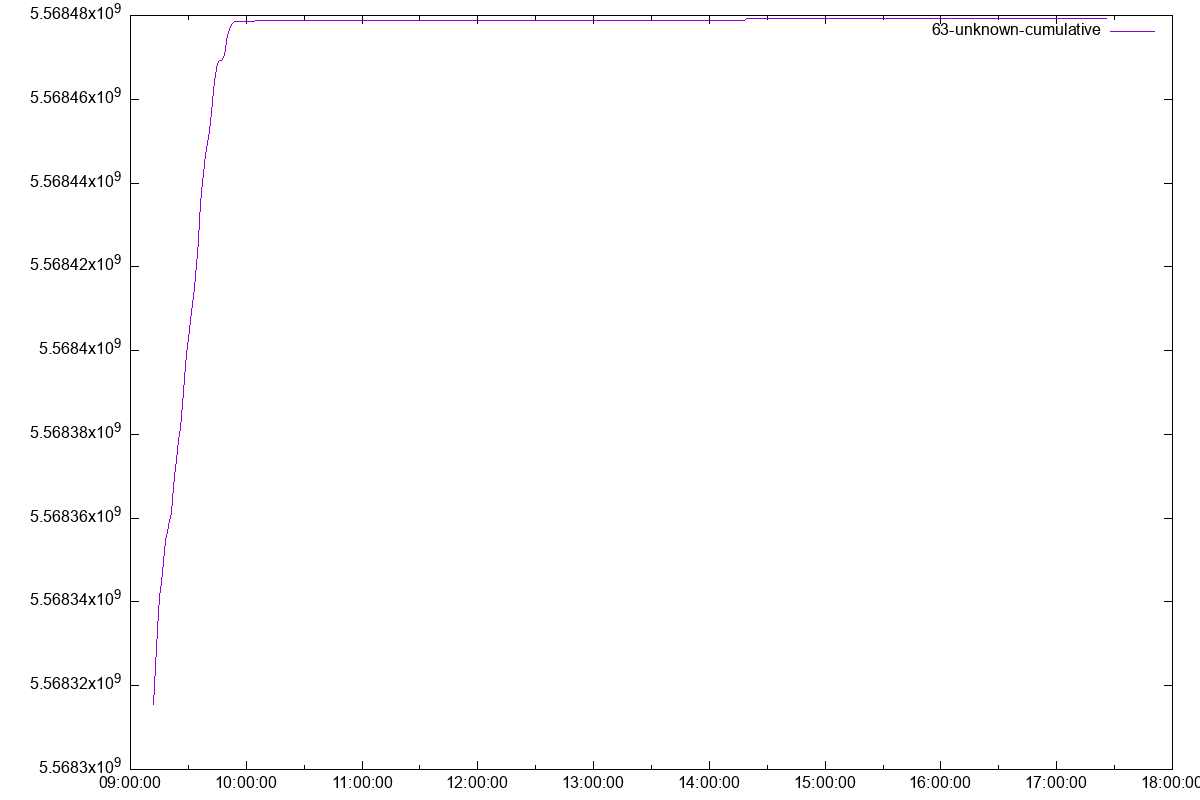 5.56848x10⁹
63-unknown-cumulative
5.56846x10⁹
5.56844x10⁹
5.56842x10⁹
5.5684x10⁹
5.56838x10⁹
5.56836x10⁹
5.56834x10⁹
5.56832x10⁹
5.5683x10⁹
09:00:00 10:00:00 11:00:00 12:00:00 13:00:00 14:00:00 15:00:00 16:00:00 17:00:00 18:00:00